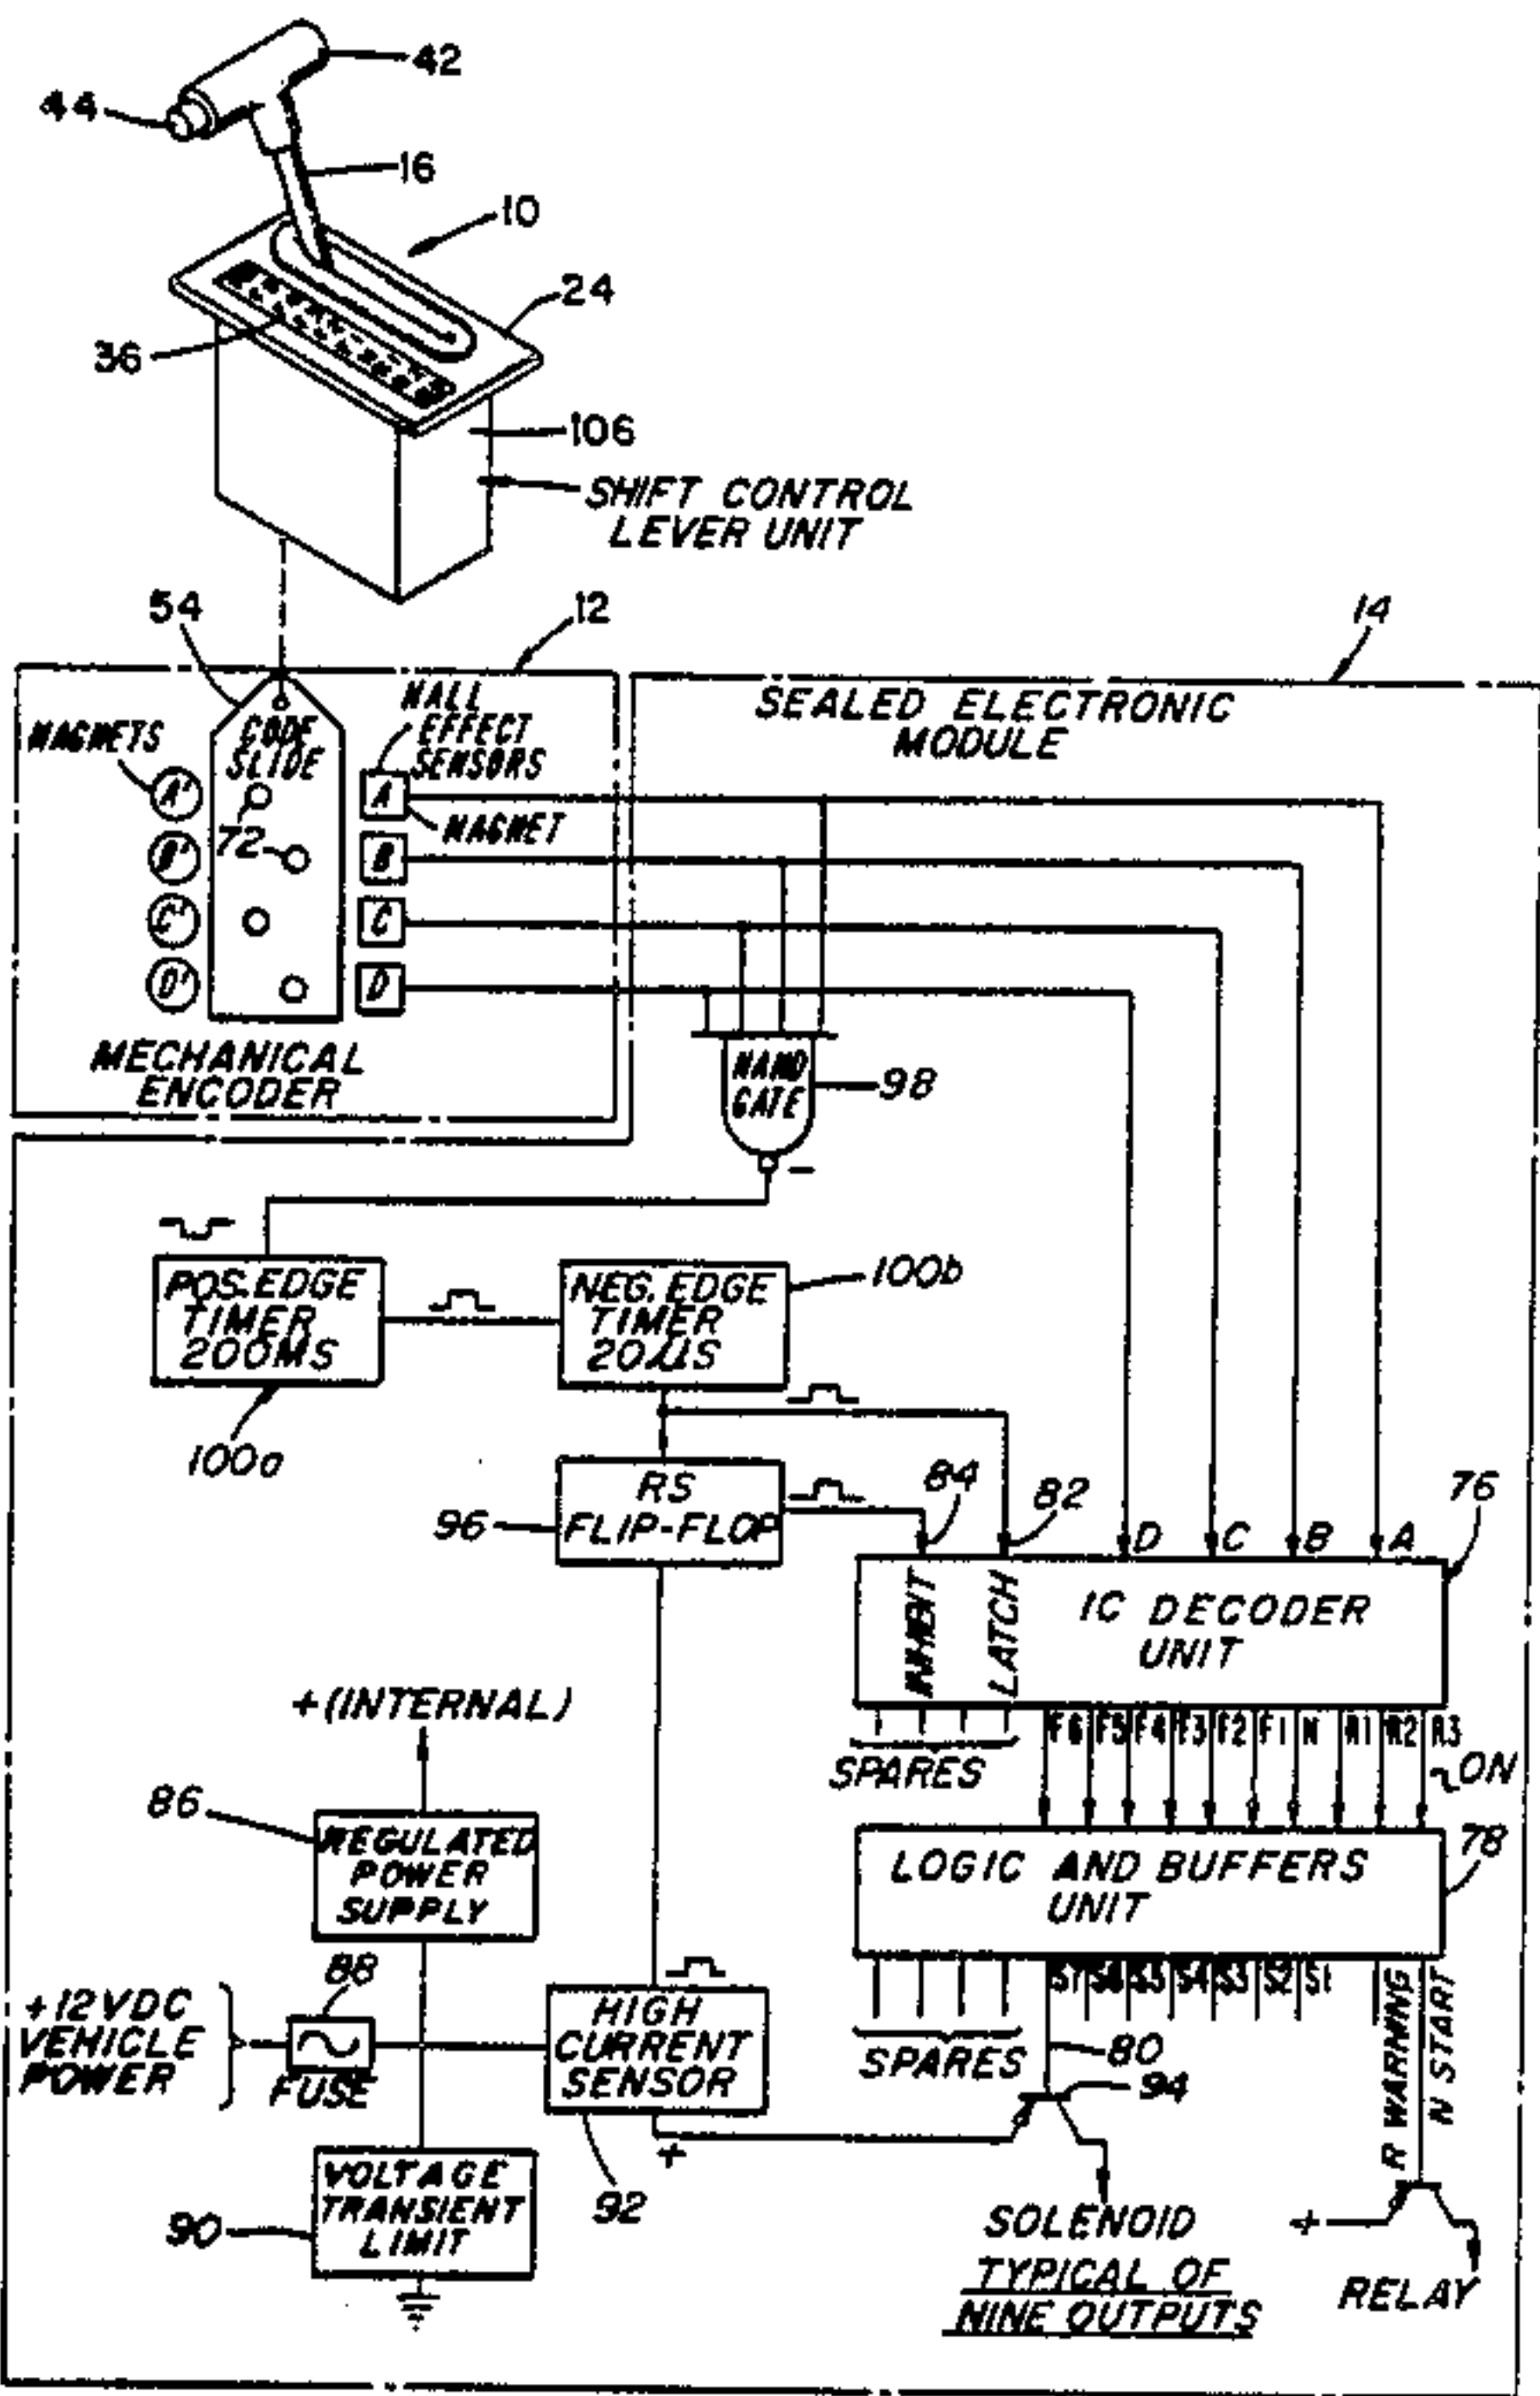 42
44
16
10
24
36
106
SHIFT CONTROL
LEVER UNIT
54
12
14
HALL
EFFECT
SENSORS
MAGNETS
CODE
SLIDE
SEALED ELECTRONIC
MODULE
A'
A
72
MAGNET
B'
B
C'
C
D'
D
MECHANICAL
ENCODER
NAND
GATE
98
POS. EDGE
TIMER
200MS
NEG. EDGE
TIMER
20µS
100b
100a
RS
FLIP-FLOP
96
84
82
76
D C B A
INHIBIT
LATCH
IC DECODER
UNIT
+(INTERNAL)
F6 F5 F4 F3 F2 F1 N R1 R2 R3
SPARES
ON
86
REGULATED
POWER
SUPPLY
78
LOGIC AND BUFFERS
UNIT
88
+12VDC
VEHICLE
POWER
FUSE
HIGH
CURRENT
SENSOR
S7 S6 S5 S4 S3 S2 S1
R WARNING
N START
SPARES
80
94
+
92
90
VOLTAGE
TRANSIENT
LIMIT
SOLENOID
TYPICAL OF
NINE OUTPUTS
+
RELAY